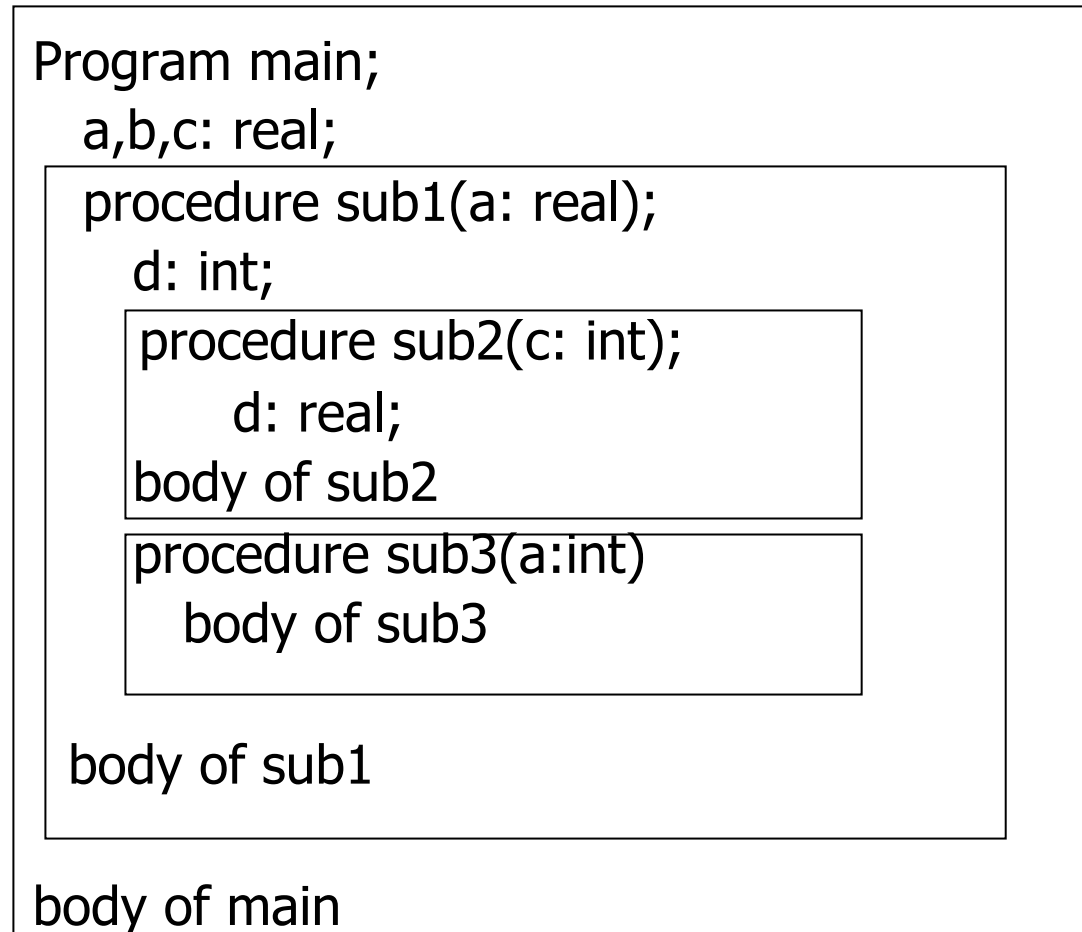 Program main;
a,b,c: real;
procedure sub1(a: real);
d: int;
procedure sub2(c: int);
d: real;
body of sub2
procedure sub3(a:int)
body of sub3
body of sub1
body of main